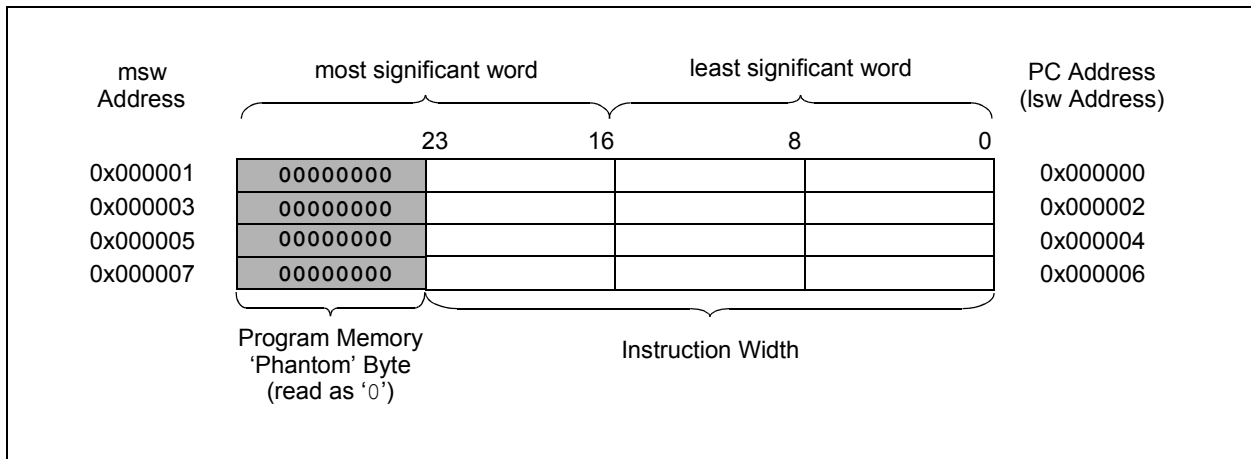 msw
Address
most significant word
least significant word
PC Address
(lsw Address)
23
16
8
0
0x000001
00000000
0x000000
0x000003
00000000
0x000002
0x000005
00000000
0x000004
0x000007
00000000
0x000006
Program Memory
‘Phantom’ Byte
(read as ‘0’)
Instruction Width